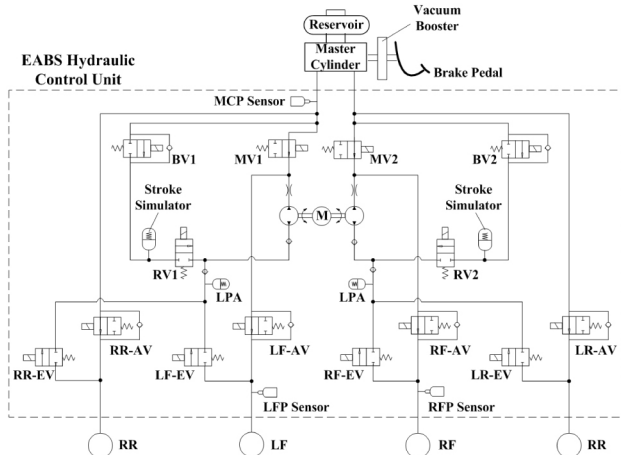 Vacuum
Booster
Reservoir
Master
Cylinder
Brake Pedal
EABS Hydraulic
Control Unit
MCP Sensor
BV1
MV1
MV2
BV2
Stroke
Simulator
M
Stroke
Simulator
RV1
RV2
LPA
LPA
RR-AV
LF-AV
RF-AV
LR-AV
RR-EV
LF-EV
RF-EV
LR-EV
LFP Sensor
RFP Sensor
RR
LF
RF
RR